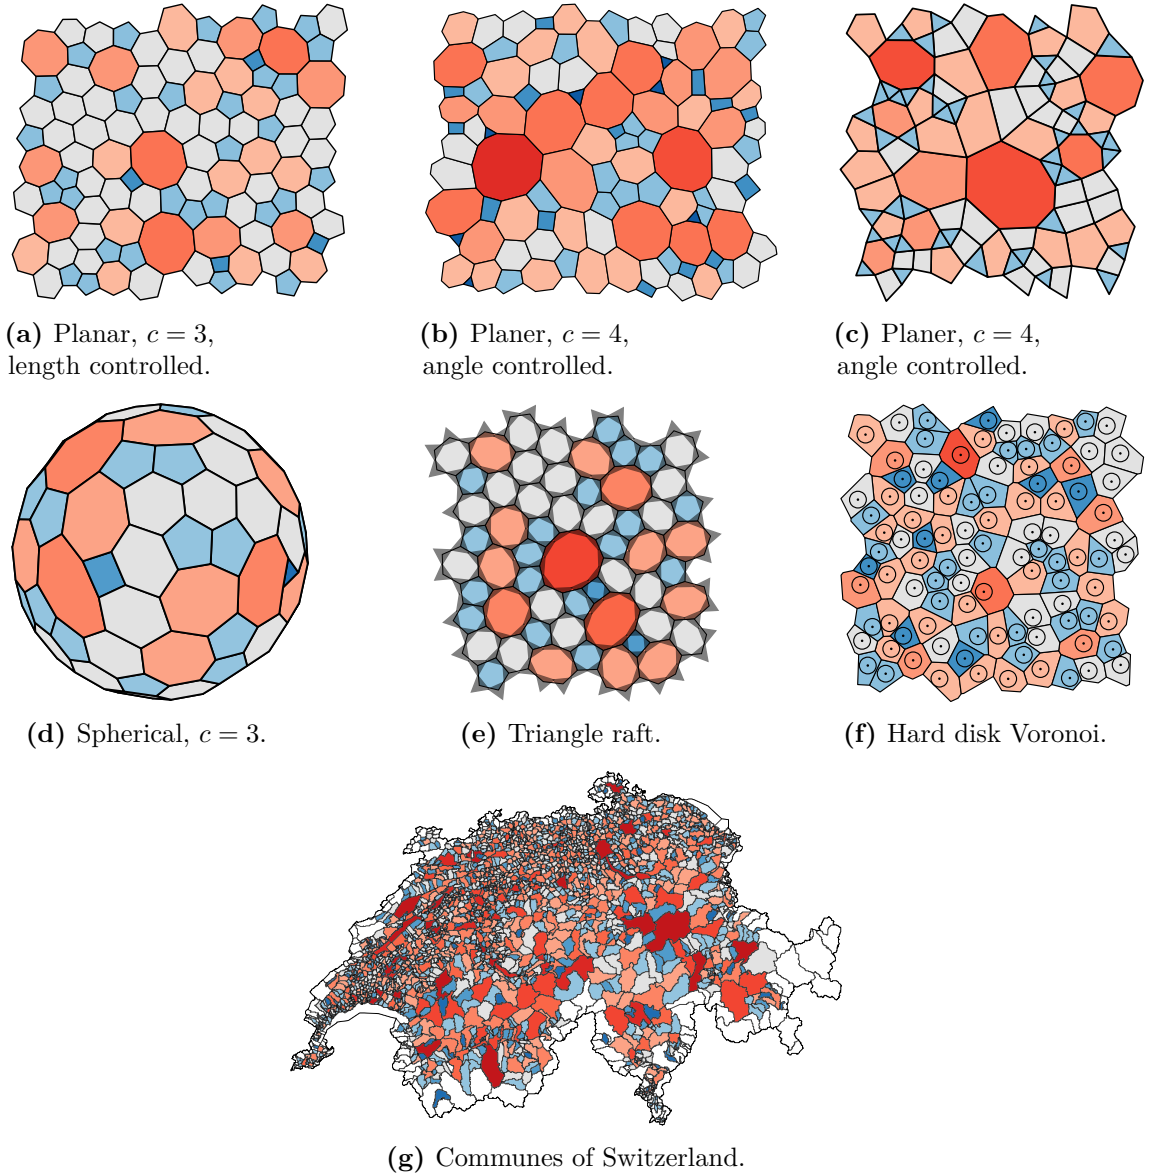 (a) Planar, c = 3,
length controlled.
(b) Planer, c = 4,
angle controlled.
(c) Planer, c = 4,
angle controlled.
(d) Spherical, c = 3.
(e) Triangle raft.
(f) Hard disk Voronoi.
(g) Communes of Switzerland.